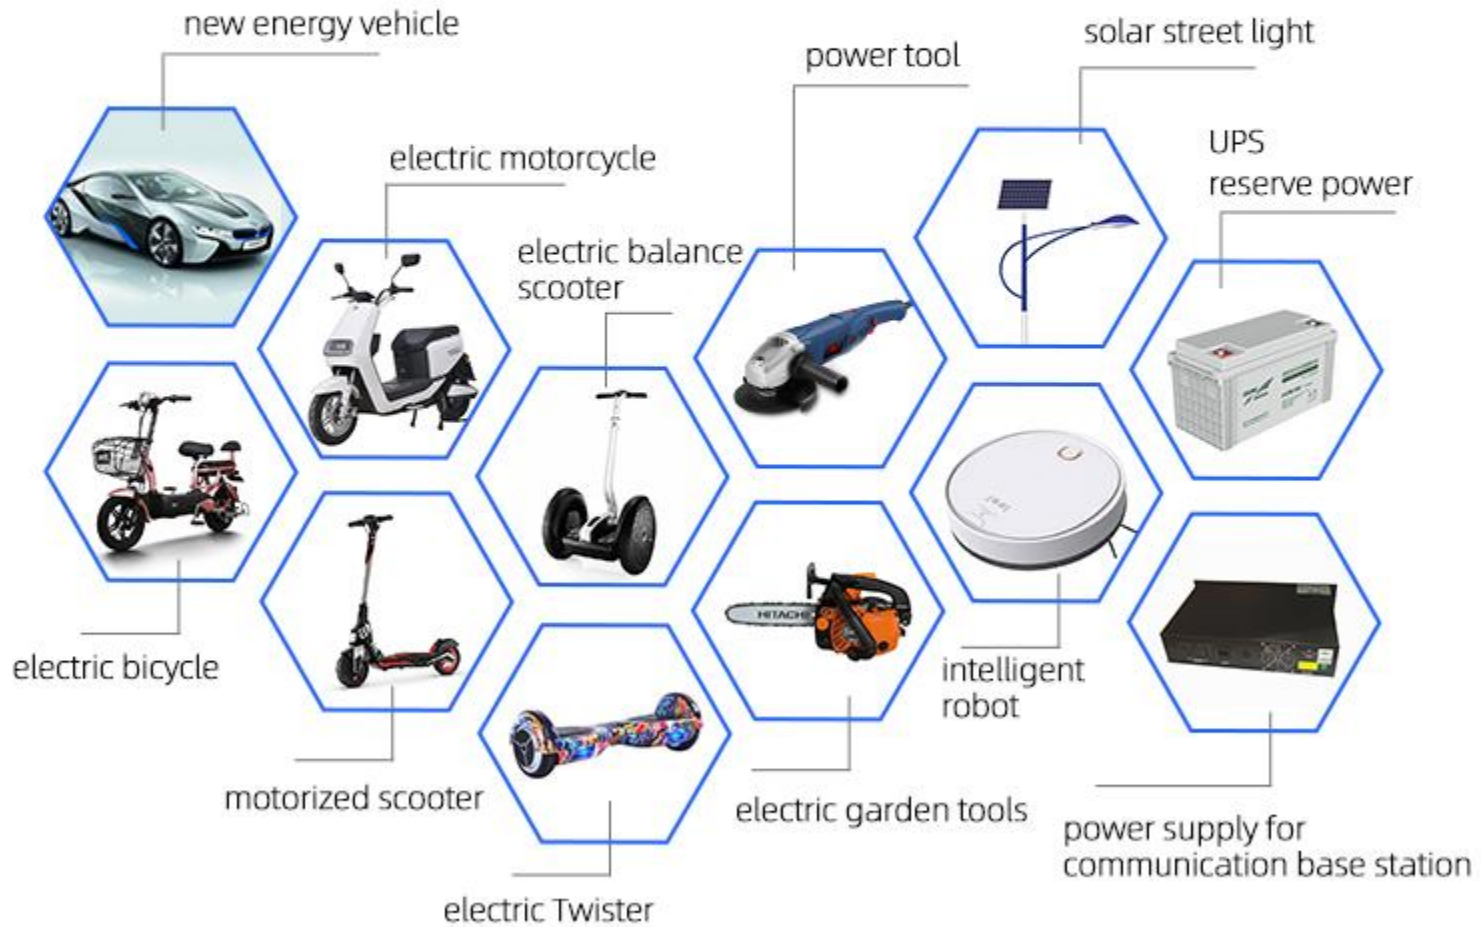 new energy vehicle
solar street light
power tool
UPS
reserve power
electric motorcycle
electric balance
scooter
HITACHI
electric bicycle
intelligent
robot
motorized scooter
electric garden tools
power supply for
communication base station
electric Twister